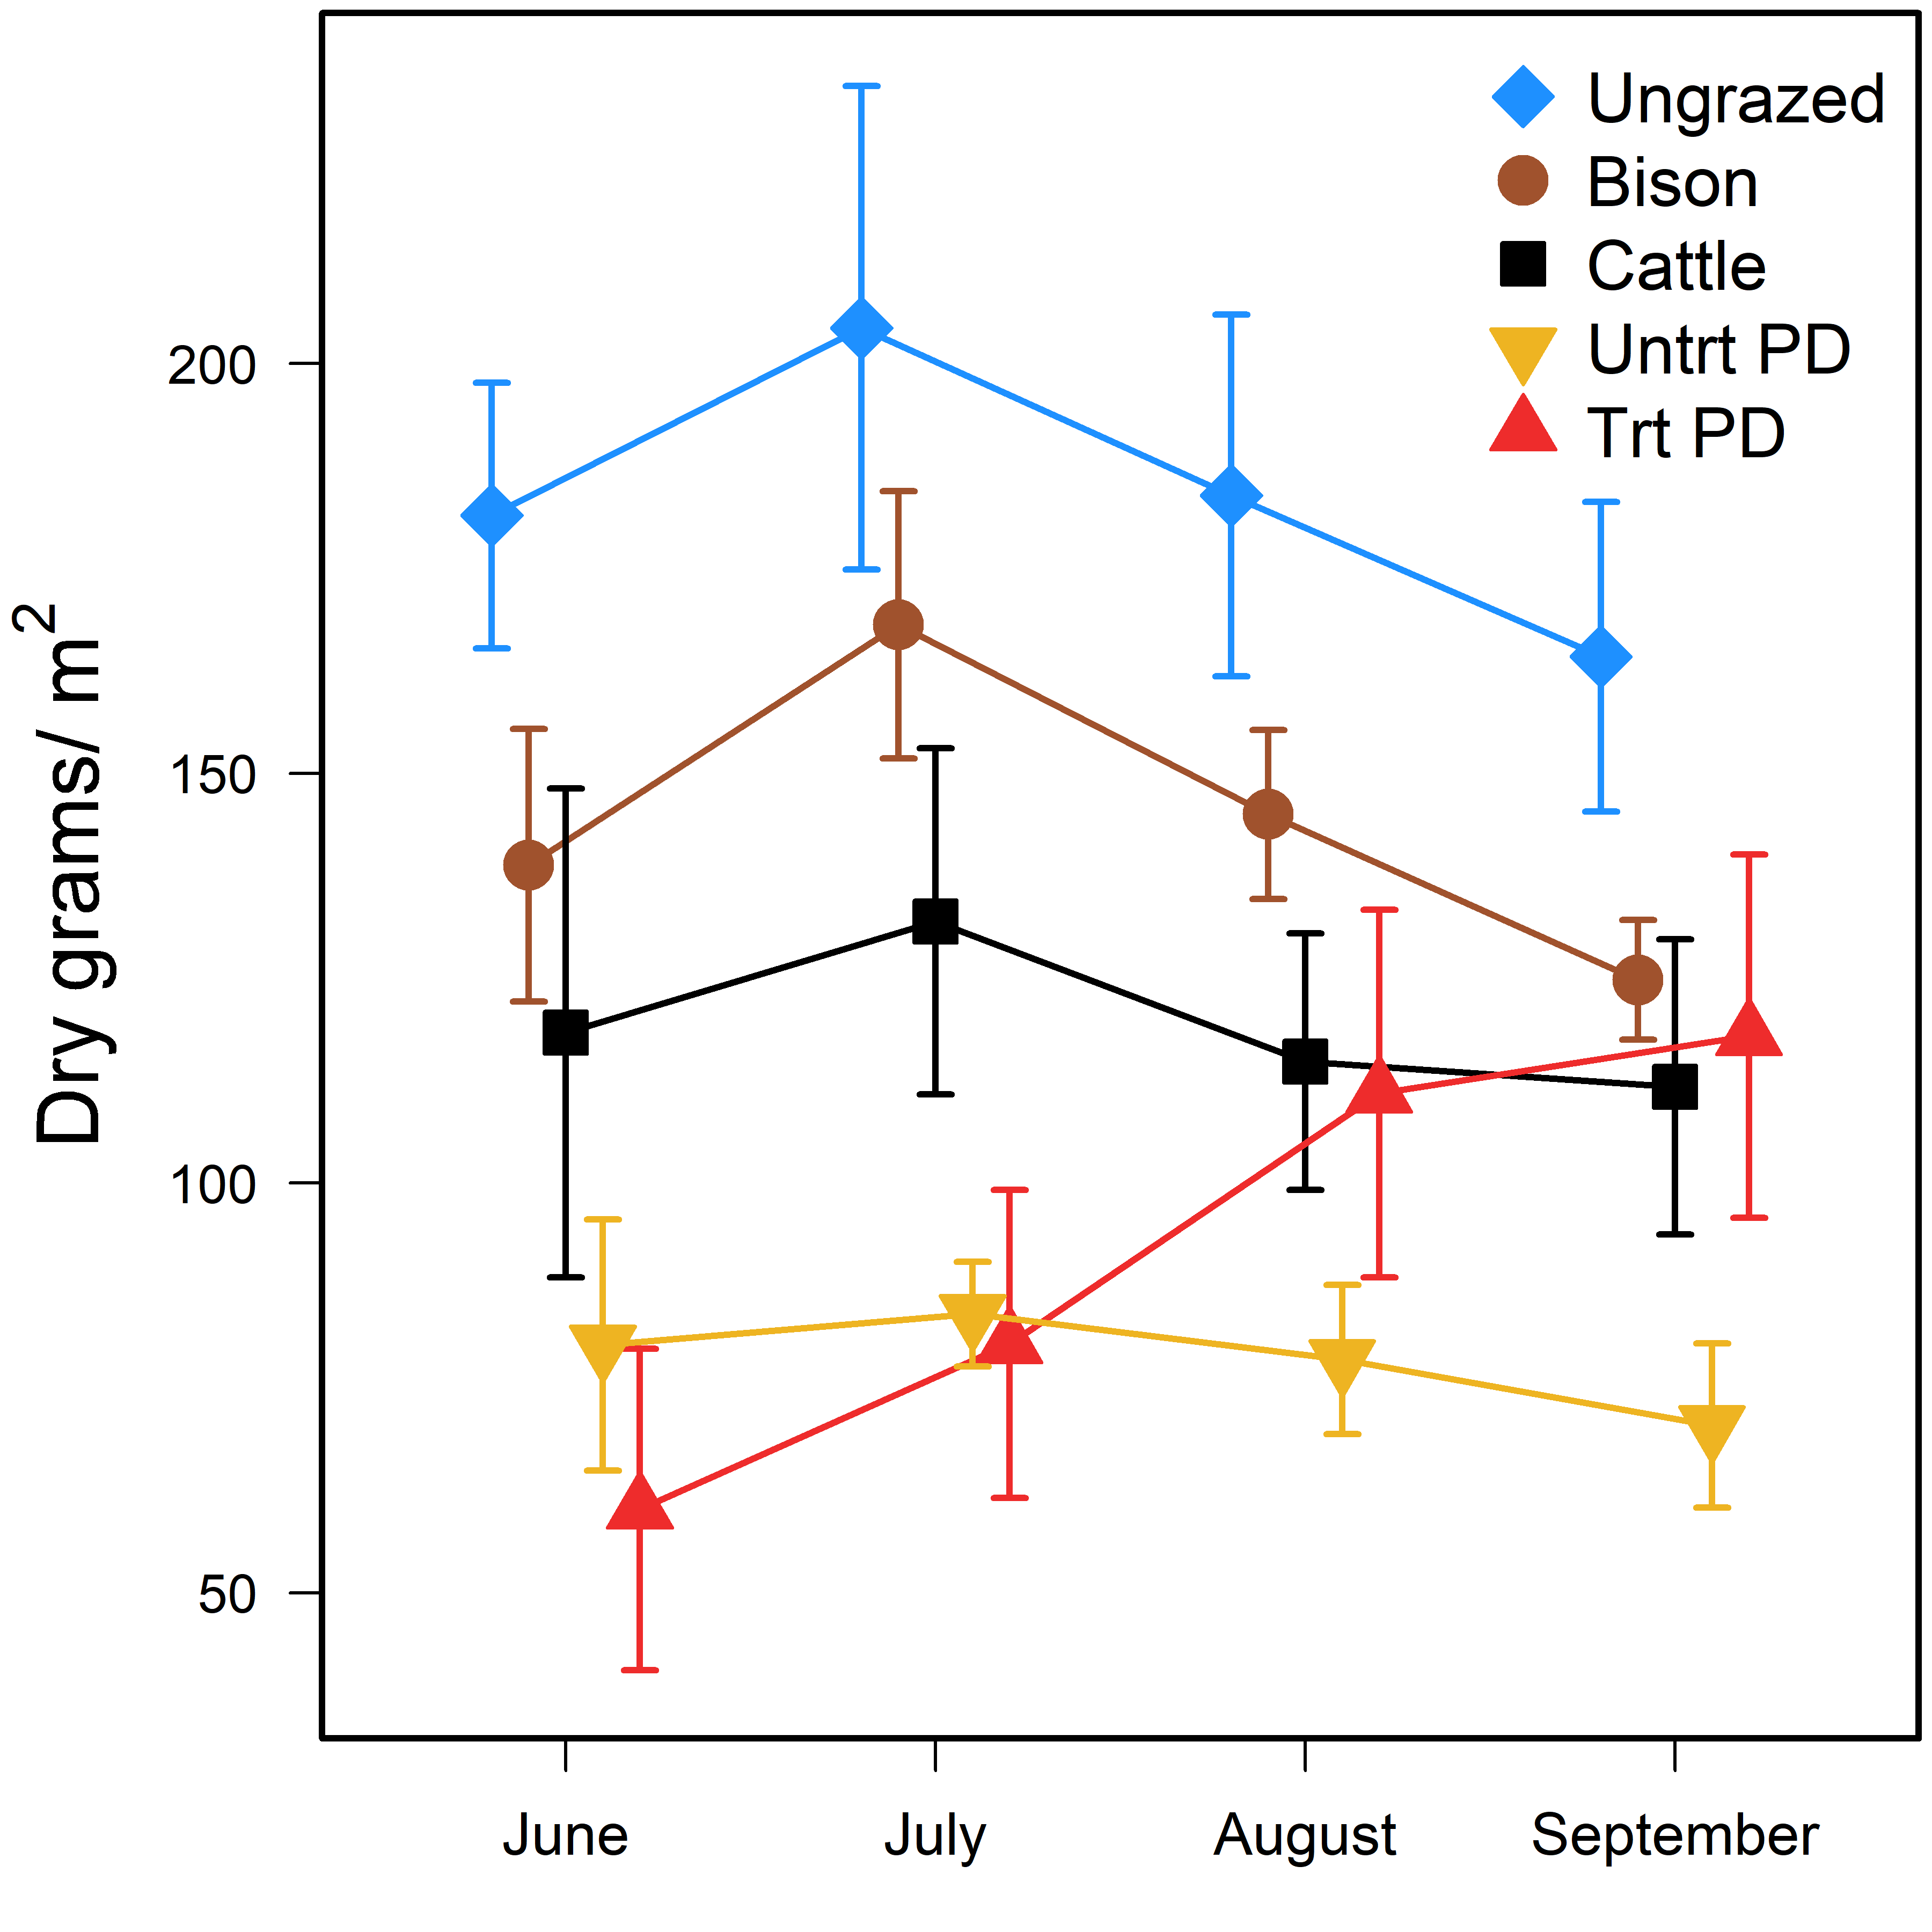 Ungrazed
Bison
Cattle
Untrt PD
Trt PD
Dry grams/ m²
200
150
100
50
June July August September